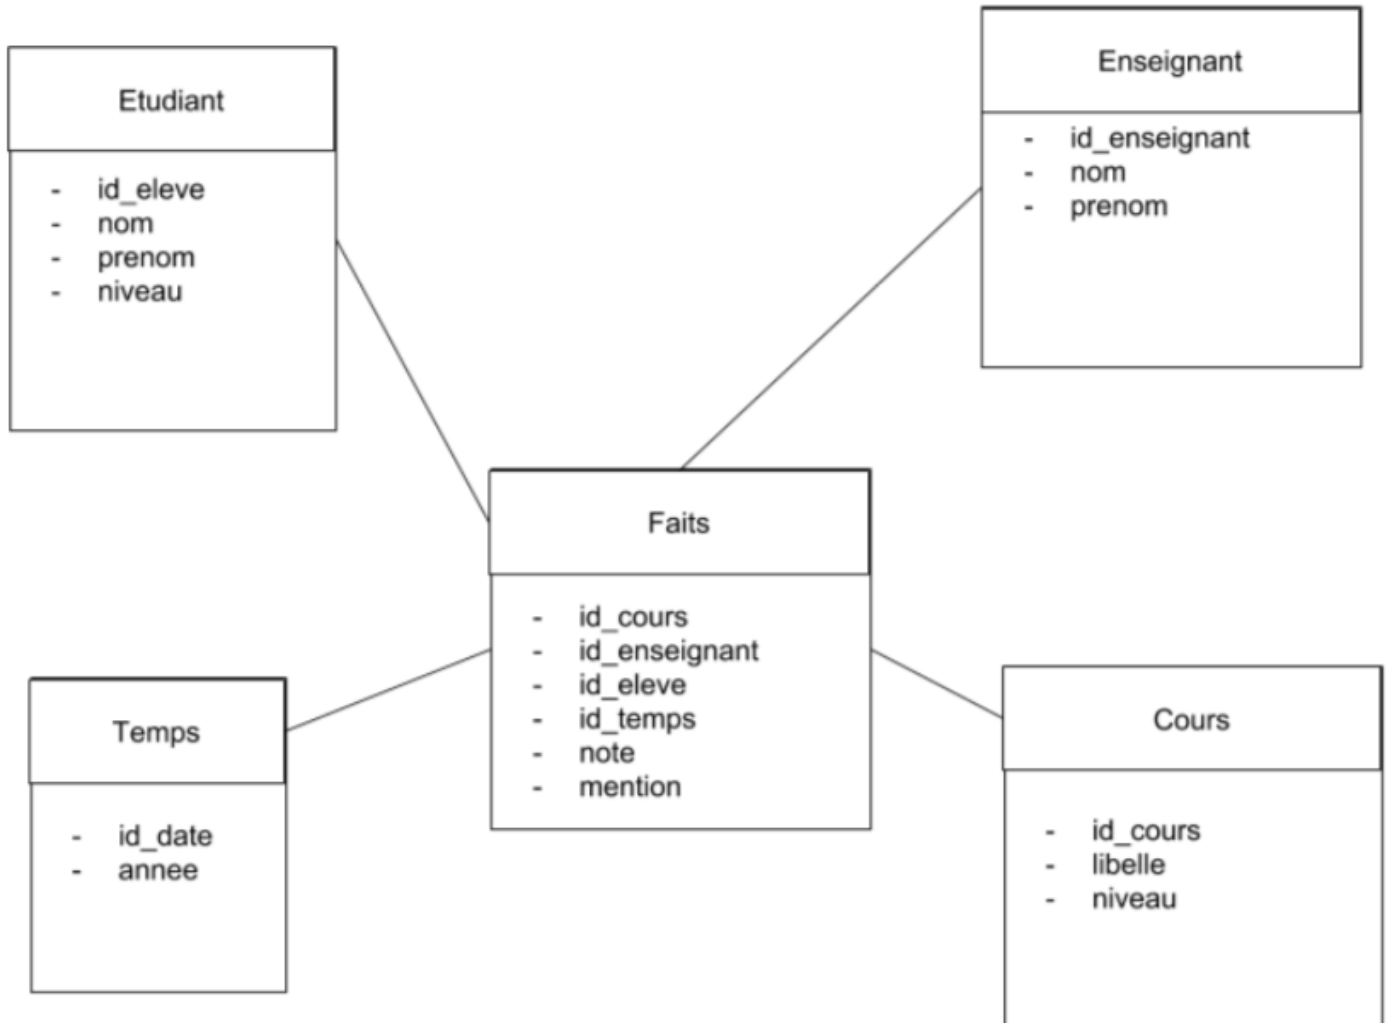 Etudiant
- id_eleve
- nom
- prenom
- niveau
Enseignant
- id_enseignant
- nom
- prenom
Faits
- id_cours
- id_enseignant
- id_eleve
- id_temps
- note
- mention
Temps
- id_date
- annee
Cours
- id_cours
- libelle
- niveau